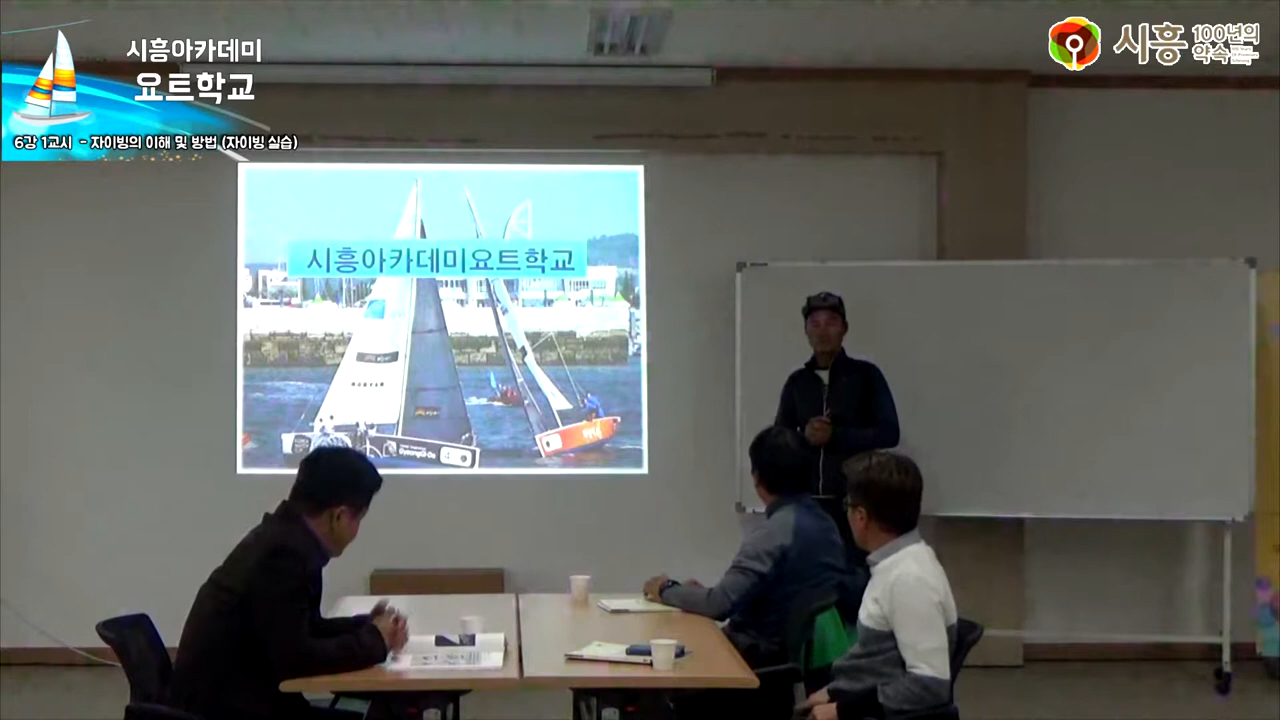 시흥아카데미
요트학교
6강 1교시 - 자이빙의 이해 및 방법 (자이빙 실습)
시흥 100년의
약속
시흥아카데미요트학교